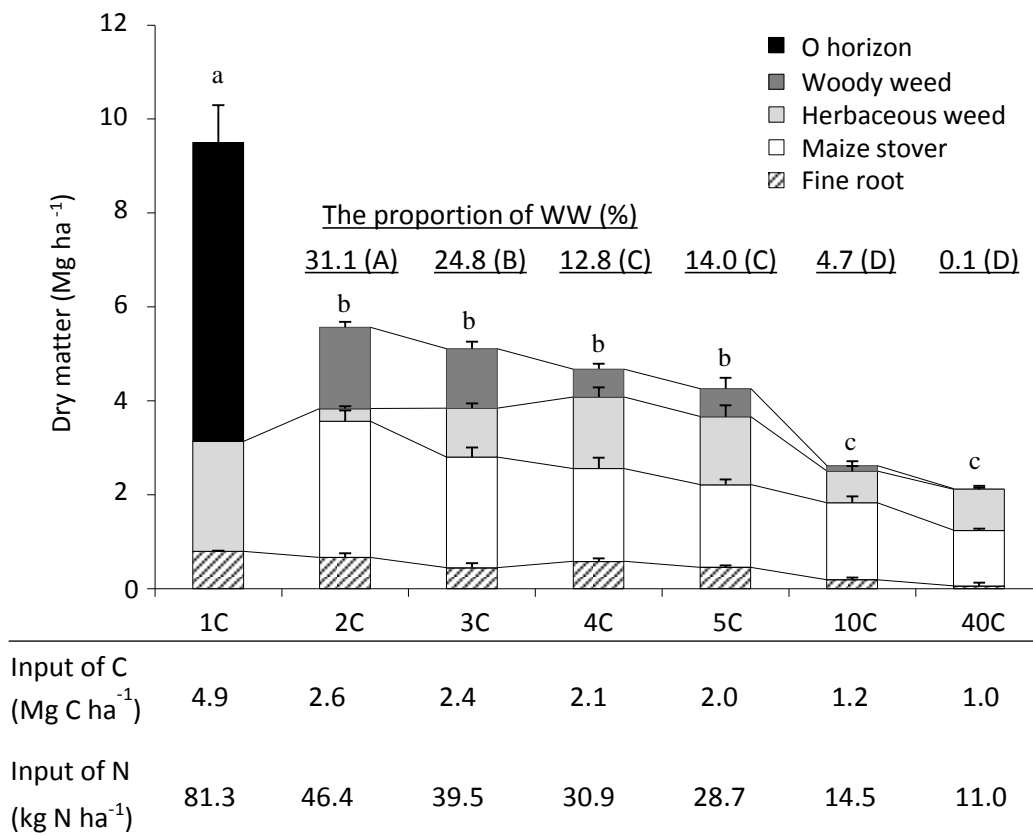 12
10
8
6
4
2
0
Dry matter (Mg ha -1)
O horizon
Woody weed
Herbaceous weed
Maize stover
Fine root
The proportion of WW (%)
31.1 (A) 24.8 (B) 12.8 (C) 14.0 (C) 4.7 (D) 0.1 (D)
a
b
b
b
b
c
c
1C 2C 3C 4C 5C 10C 40C
Input of C
(Mg C ha-1)
4.9 2.6 2.4 2.1 2.0 1.2 1.0
Input of N
(kg N ha-1)
81.3 46.4 39.5 30.9 28.7 14.5 11.0